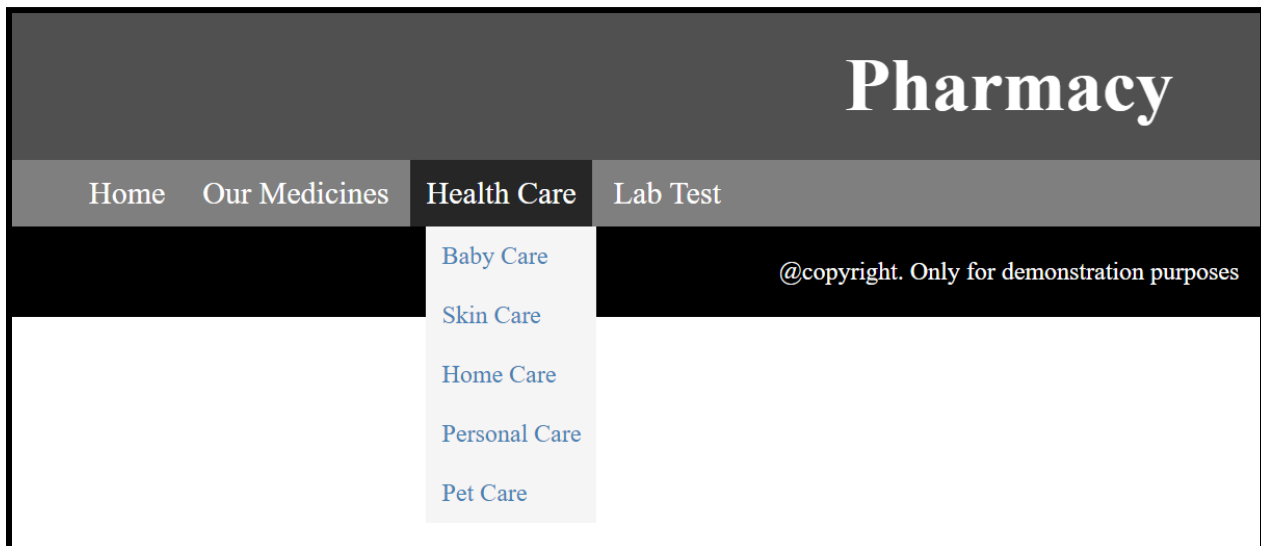 Pharmacy
Home Our Medicines Health Care Lab Test
Baby Care
@copyright. Only for demonstration purposes
Skin Care
Home Care
Personal Care
Pet Care